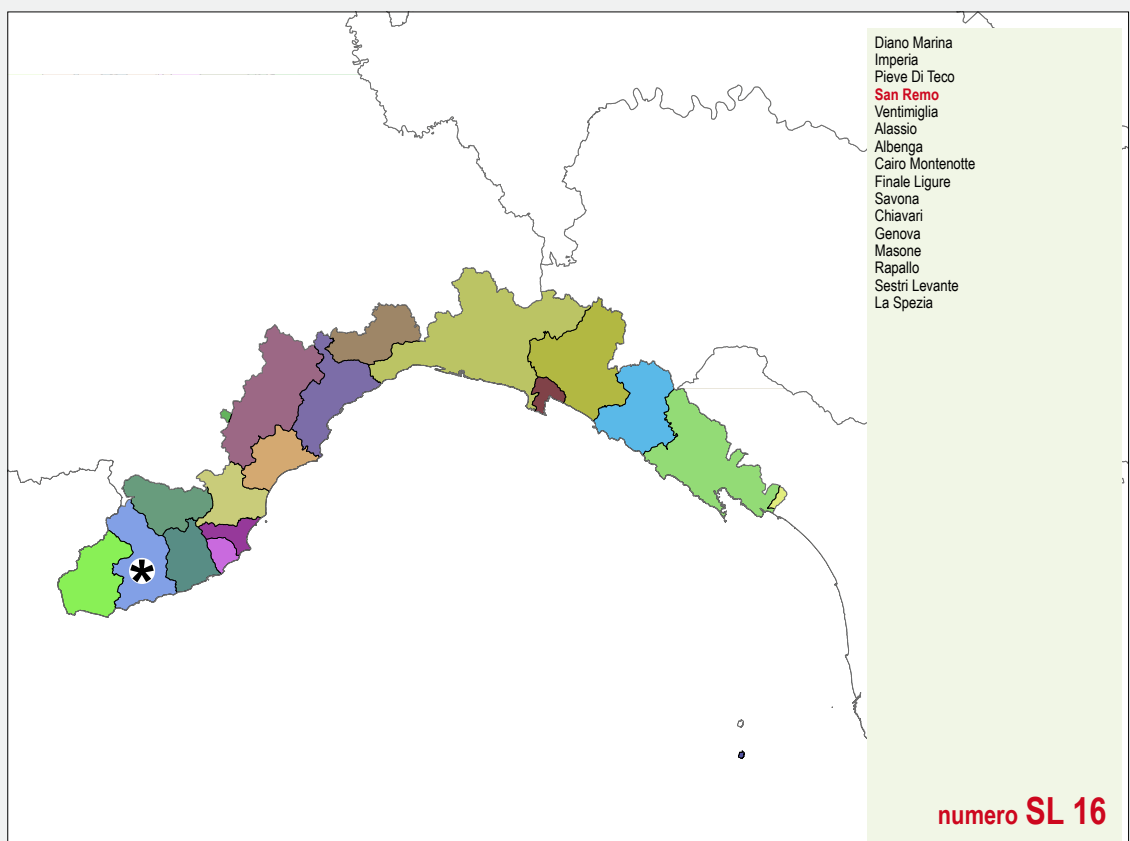 Diano Marina
Imperia
Pieve Di Teco
San Remo
Ventimiglia
Alassio
Albenga
Cairo Montenotte
Finale Ligure
Savona
Chiavari
Genova
Masone
Rapallo
Sestri Levante
La Spezia
numero SL 16